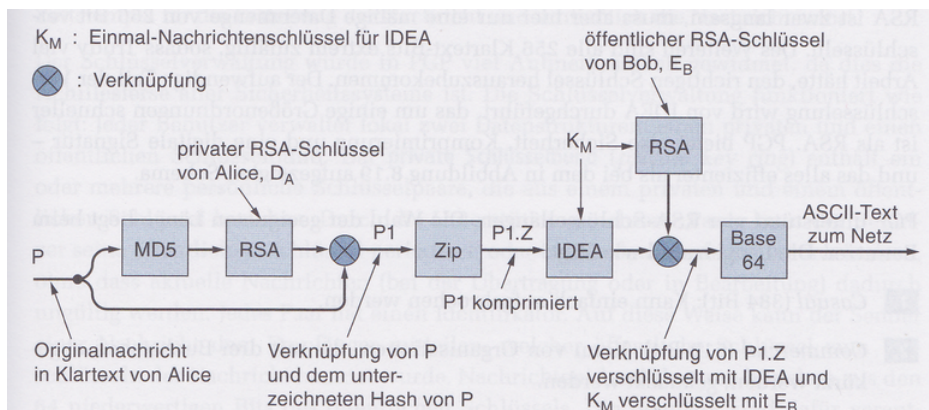 K_M : Einmal-Nachrichtenschlüssel für IDEA
: Verknüpfung
öffentlicher RSA-Schlüssel
von Bob, E_B
privater RSA-Schlüssel
von Alice, D_A
K_M
RSA
P
MD5
RSA
P1
Zip
P1.Z
IDEA
Base
64
ASCII-Text
zum Netz
P1 komprimiert
Originalnachricht
in Klartext von Alice
Verknüpfung von P
und dem unter-
zeichneten Hash von P
Verknüpfung von P1.Z
verschlüsselt mit IDEA und
K_M verschlüsselt mit E_B